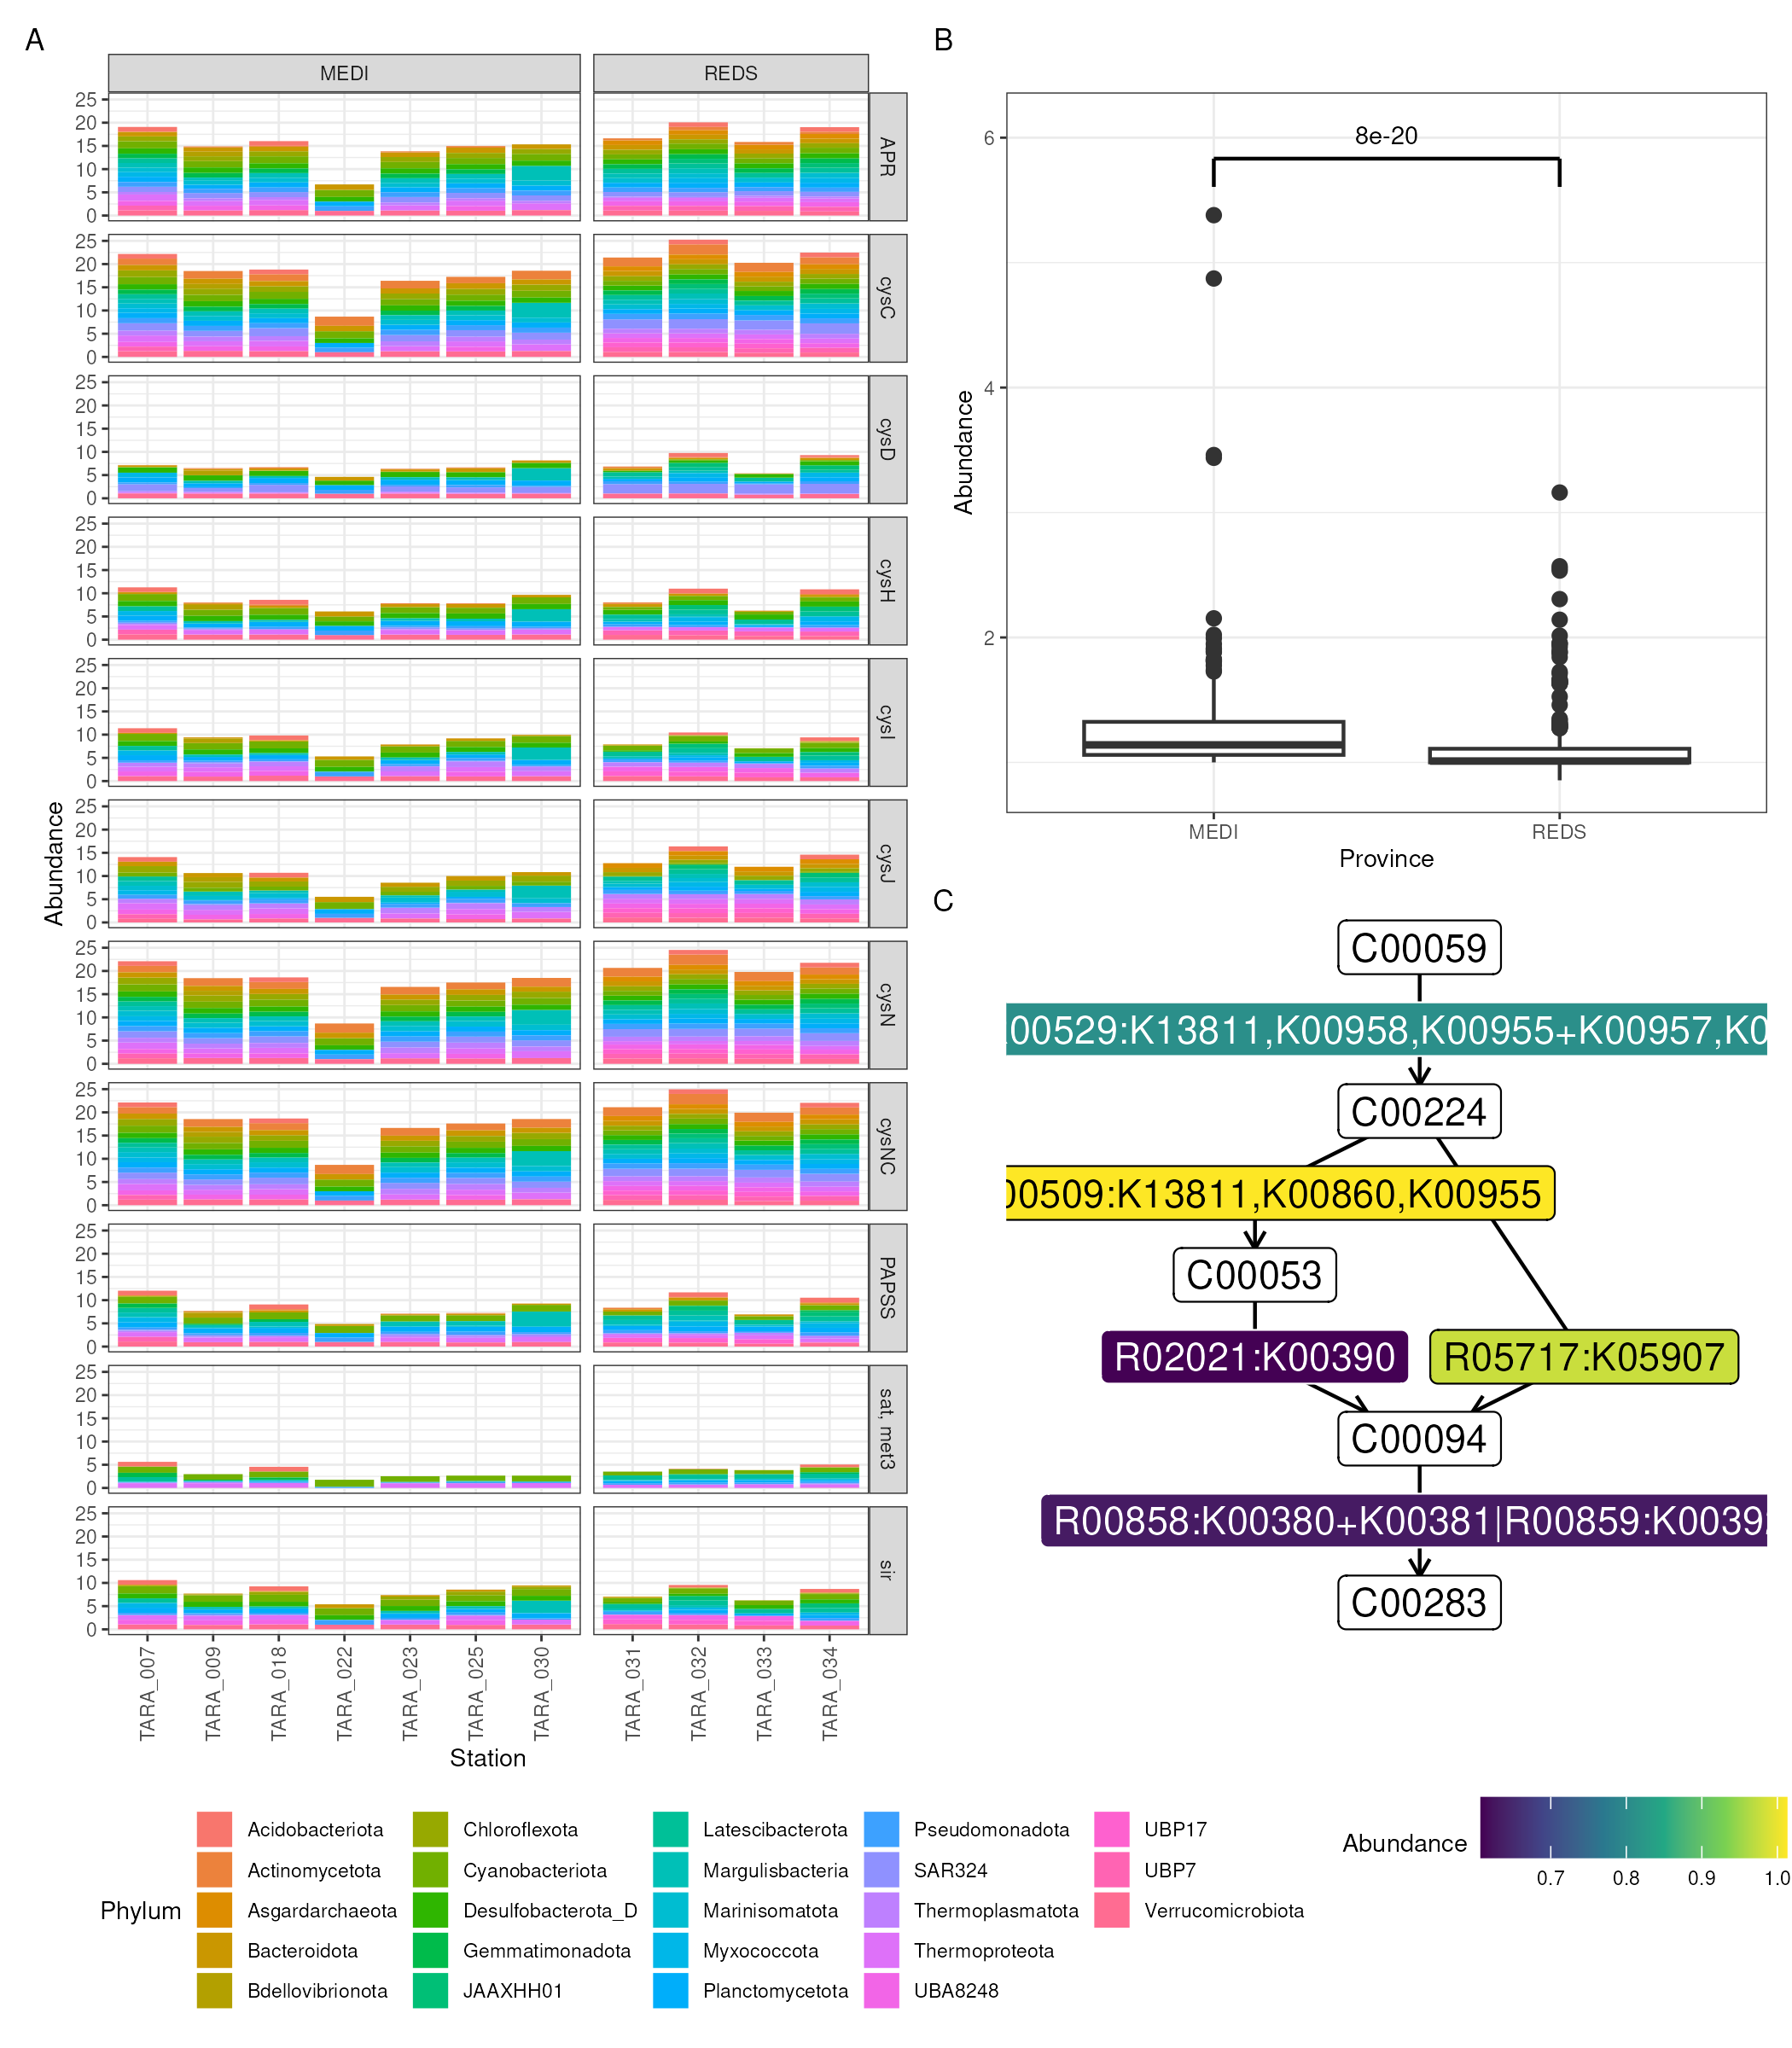 A
MEDI
REDS
25
20
15
10
5
0
APR
25
20
15
10
5
0
cysC
25
20
15
10
5
0
cysD
25
20
15
10
5
0
cysH
25
20
15
10
5
0
cysI
25
20
15
10
5
0
cysJ
25
20
15
10
5
0
cysN
25
20
15
10
5
0
cysNC
25
20
15
10
5
0
PAPSS
25
20
15
10
5
0
sat, met3
25
20
15
10
5
0
sir
Abundance
TARA_007
TARA_009
TARA_018
TARA_022
TARA_023
TARA_025
TARA_030
TARA_031
TARA_032
TARA_033
TARA_034
Station
B
6
4
2
8e-20
Abundance
MEDI
REDS
Province
C
C00059
00529:K13811,K00958,K00955+K00957,K0
C00224
00509:K13811,K00860,K00955
C00053
R02021:K00390
R05717:K05907
C00094
R00858:K00380+K00381|R00859:K0039
C00283
Phylum
Acidobacteriota
Actinomycetota
Asgardarchaeota
Bacteroidota
Bdellovibrionota
Chloroflexota
Cyanobacteriota
Desulfobacterota_D
Gemmatimonadota
JAAXHH01
Latescibacterota
Margulisbacteria
Marinisomatota
Myxococcota
Planctomycetota
Pseudomonadota
SAR324
Thermoplasmatota
Thermoproteota
UBA8248
UBP17
UBP7
Verrucomicrobiota
Abundance
0.7
0.8
0.9
1.0